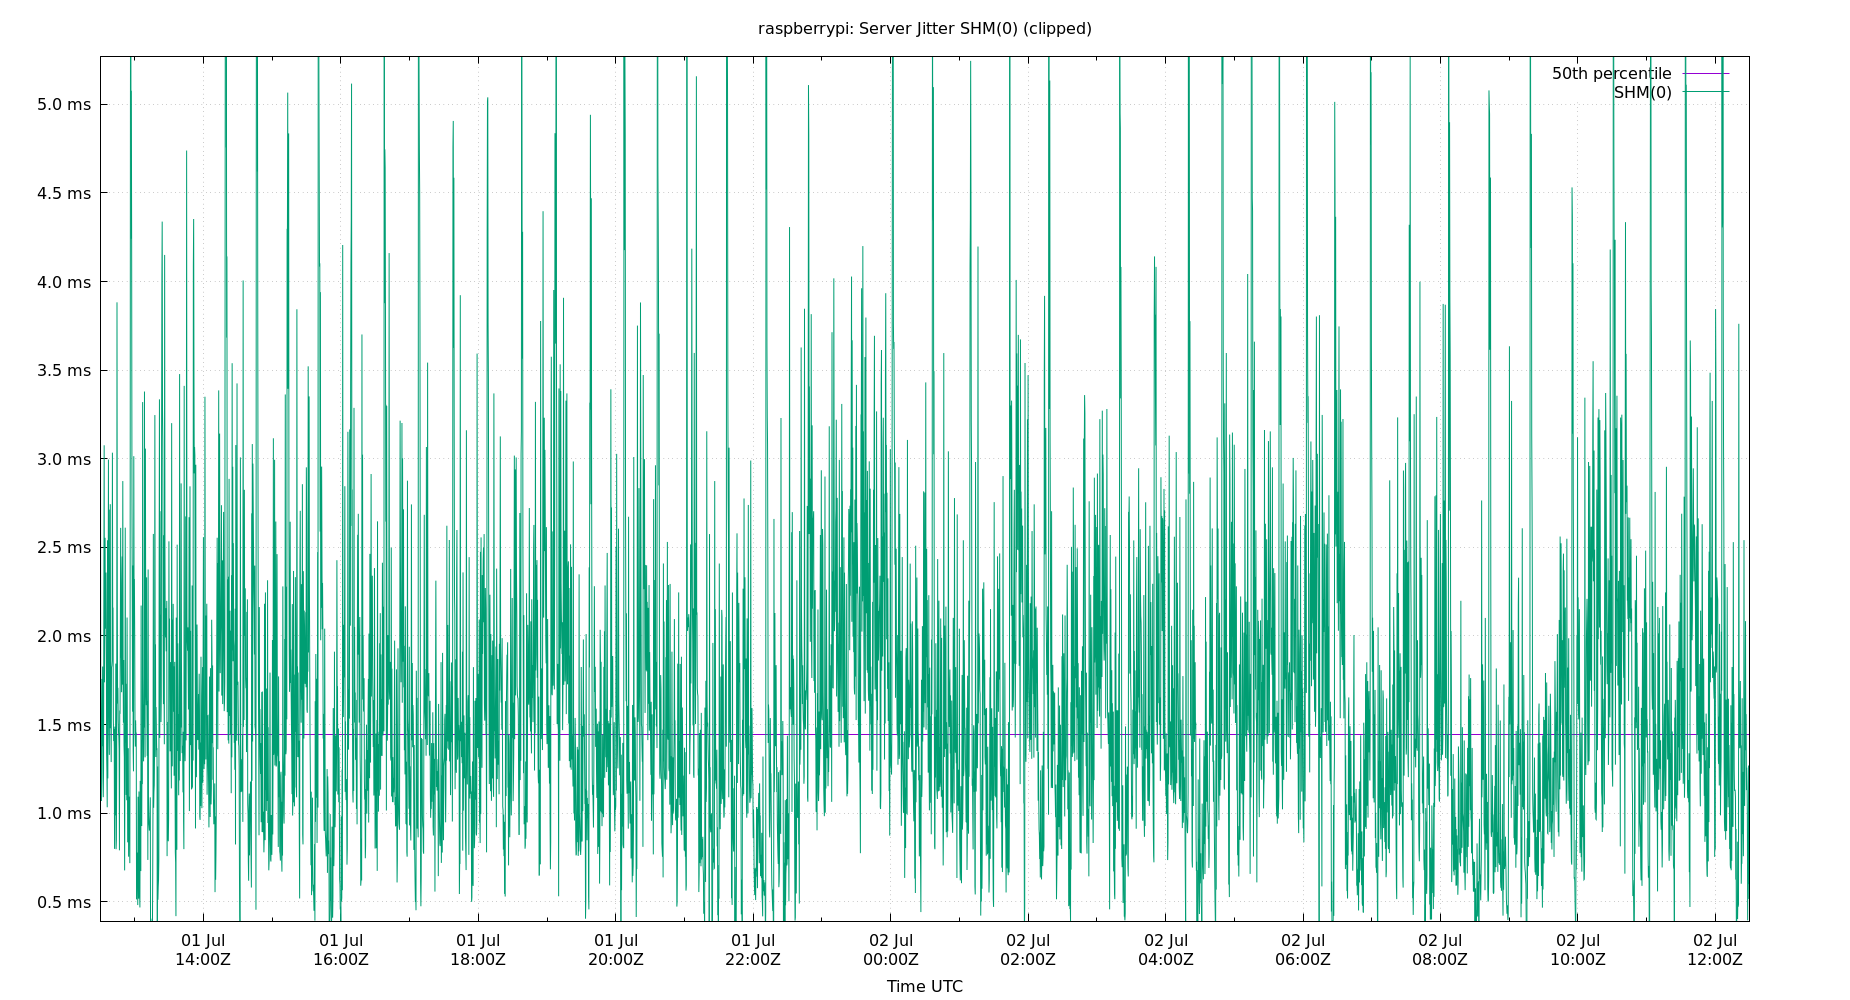 raspberrypi: Server Jitter SHM(0) (clipped)
50th percentile
SHM(0)
5.0 ms
4.5 ms
4.0 ms
3.5 ms
3.0 ms
2.5 ms
2.0 ms
1.5 ms
1.0 ms
0.5 ms
01 Jul 01 Jul 01 Jul 01 Jul 01 Jul 02 Jul 02 Jul 02 Jul 02 Jul 02 Jul 02 Jul 02 Jul
14:00Z 16:00Z 18:00Z 20:00Z 22:00Z 00:00Z 02:00Z 04:00Z 06:00Z 08:00Z 10:00Z 12:00Z
Time UTC